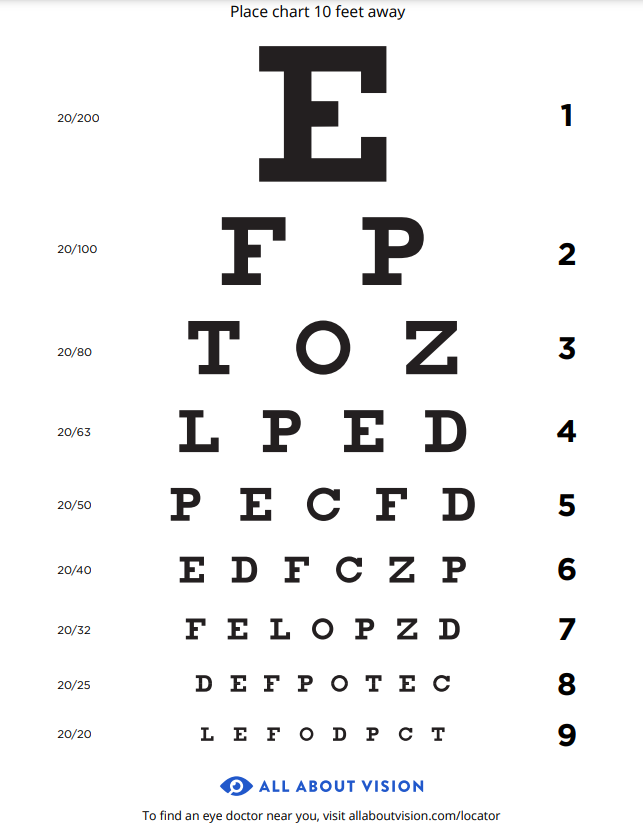 Place chart 10 feet away
20/200 E 1
20/100 F P 2
20/80 T O Z 3
20/63 L P E D 4
20/50 P E C F D 5
20/40 E D F C Z P 6
20/32 F E L O P Z D 7
20/25 D E F P O T E C 8
20/20 L E F O D P C T 9
ALL ABOUT VISION
To find an eye doctor near you, visit allaboutvision.com/locator